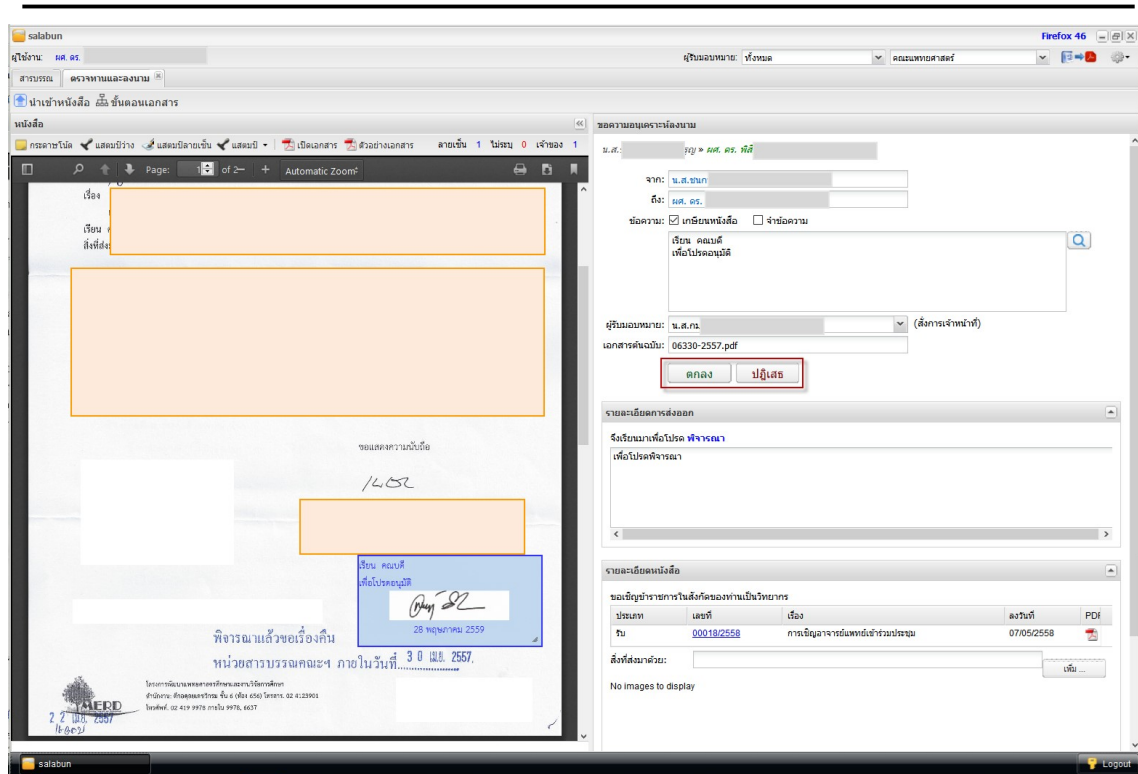 salabun
Firefox 46
ผู้ใช้งาน: ผศ. ดร.
ผู้รับมอบหมาย: ทั้งหมด
คณะแพทยศาสตร์
สารบรรณ
ตรวจทานและลงนาม
นำเข้าหนังสือ ขั้นตอนเอกสาร
หนังสือ
กระดาษโน้ต แสตมป์ว่าง แสตมป์ลายเซ็น แสตมป์ เปิดเอกสาร ตัวอย่างเอกสาร ลายเซ็น 1 ไม่ระบุ 0 เจ้าของ 1
Page: 1 of 2 Automatic Zoom
เรื่อง
เรียน
สิ่งที่ส่ง
ขอแสดงความนับถือ
เรียน คณบดี
เพื่อโปรดอนุมัติ
28 พฤษภาคม 2559
พิจารณาแล้วขอเรื่องคืน
หน่วยสารบรรณคณะฯ ภายในวันที่ 3 0 เม.ย. 2557
MERD
โทรศัพท์. 02 419 9978 ภายใน 9978, 6637
2 2 เม.ย. 2557
ขอความอนุเคราะห์ลงนาม
น.ส. » ผศ. ดร.
จาก: น.ส.ชนก
ถึง: ผศ. ดร.
ข้อความ: เกษียนหนังสือ จำข้อความ
เรียน คณบดี
เพื่อโปรดอนุมัติ
ผู้รับมอบหมาย: น.ส.กม (สั่งการเจ้าหน้าที่)
เอกสารต้นฉบับ: 06330-2557.pdf
ตกลง ปฏิเสธ
รายละเอียดการส่งออก
จึงเรียนมาเพื่อโปรด พิจารณา
เพื่อโปรดพิจารณา
รายละเอียดหนังสือ
ขอเชิญข้าราชการในสังกัดของท่านเป็นวิทยากร
ประเภท เลขที่ เรื่อง ลงวันที่ PDF
รับ 00018/2558 การเชิญอาจารย์แพทย์เข้าร่วมประชุม 07/05/2558
สิ่งที่ส่งมาด้วย:
เพิ่ม ...
No images to display
salabun
Logout